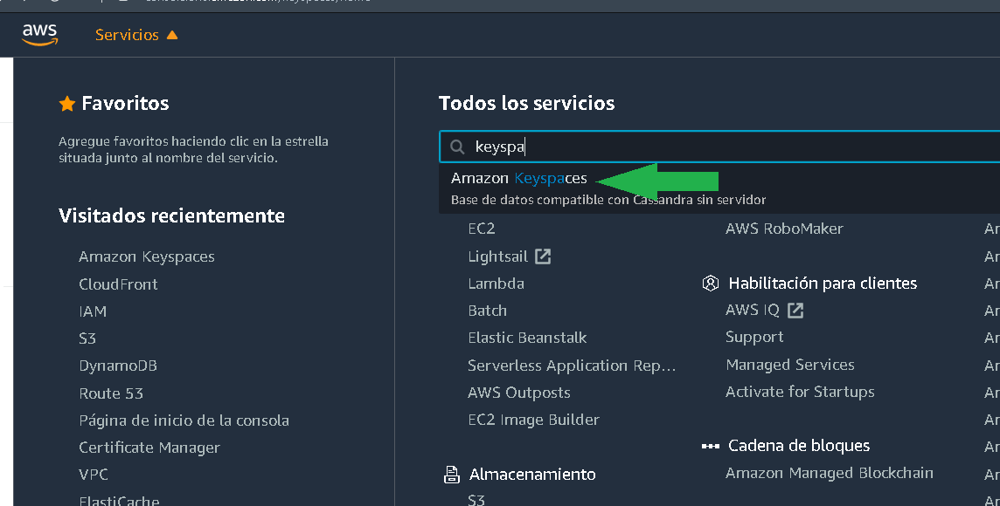 aws
Servicios
Favoritos
Agregue favoritos haciendo clic en la estrella
situada junto al nombre del servicio.
Visitados recientemente
Amazon Keyspaces
CloudFront
IAM
S3
DynamoDB
Route 53
Página de inicio de la consola
Certificate Manager
VPC
ElastiCache
Todos los servicios
keyspa
Amazon Keyspaces
Base de datos compatible con Cassandra sin servidor
EC2
Lightsail
Lambda
Batch
Elastic Beanstalk
Serverless Application Rep...
AWS Outposts
EC2 Image Builder
Almacenamiento
S3
AWS RoboMaker
Habilitación para clientes
AWS IQ
Support
Managed Services
Activate for Startups
Cadena de bloques
Amazon Managed Blockchain